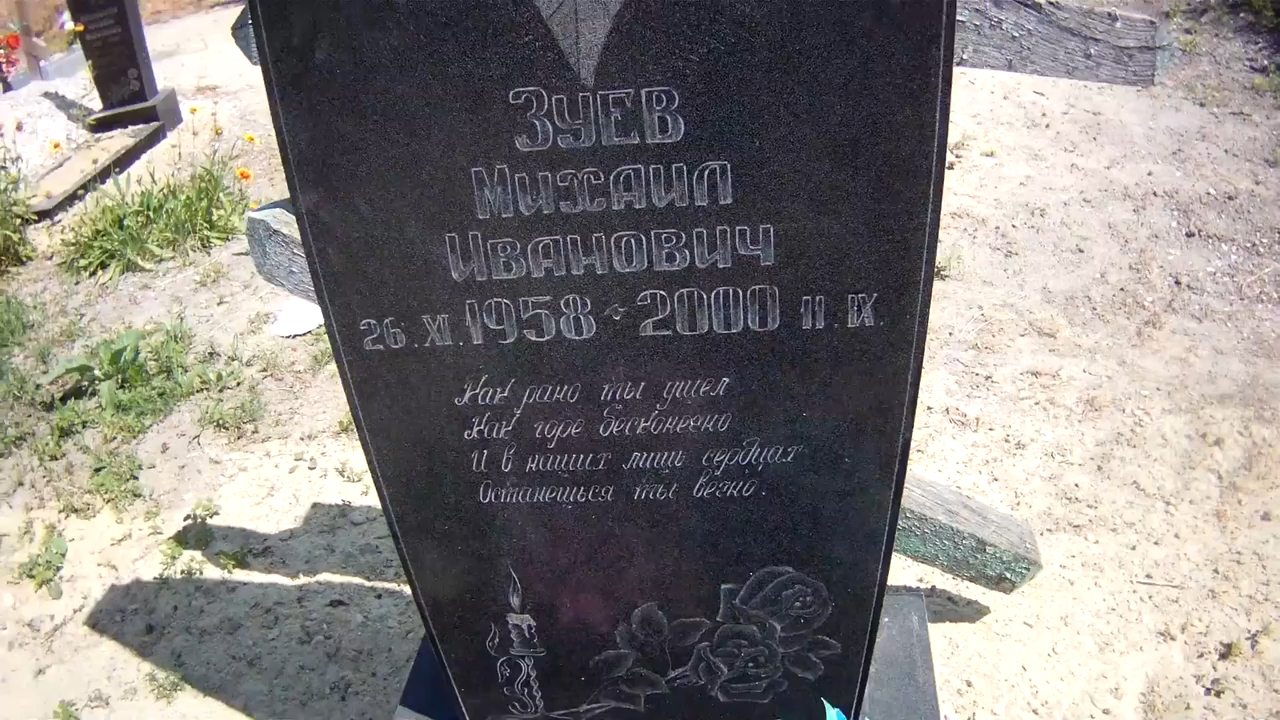 ЗУЕВ
МИХАИЛ
ИВАНОВИЧ
26.XI.1958-2000 11.IX.
Как рано ты ушел
Как горе бесконечно
И в наших лишь сердцах
Останешься ты вечно.